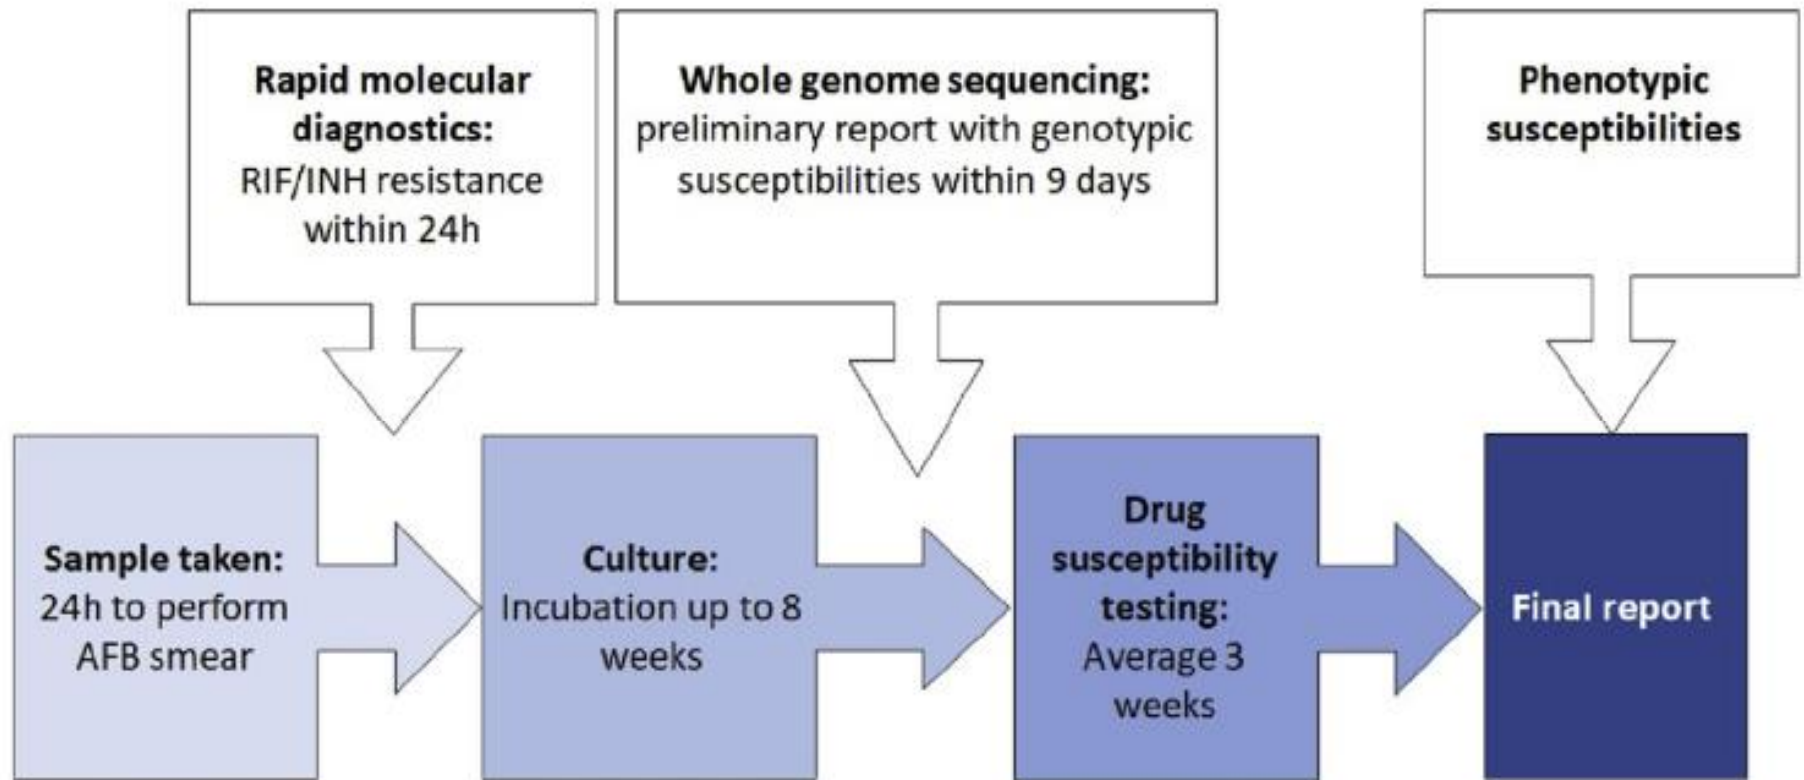 Rapid molecular
diagnostics:
RIF/INH resistance
within 24h
Whole genome sequencing:
preliminary report with genotypic
susceptibilities within 9 days
Phenotypic
susceptibilities
Sample taken:
24h to perform
AFB smear
Culture:
Incubation up to 8
weeks
Drug
susceptibility
testing:
Average 3
weeks
Final report